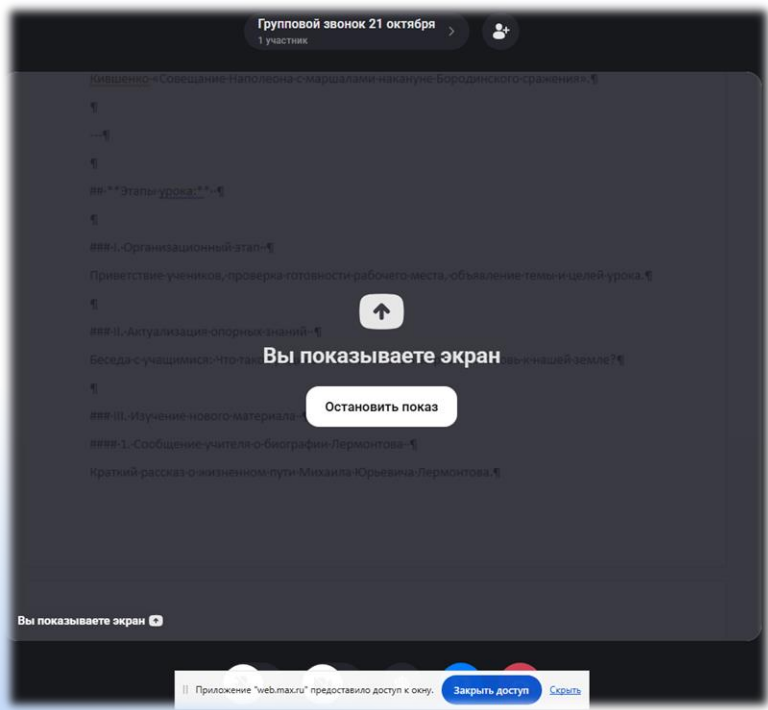 Групповой звонок 21 октября
1 участник
Кившенко «Совещание Наполеона с маршалами накануне Бородинского сражения».¶
¶
---¶
¶
## **Этапы урока:** ¶
¶
### I. Организационный этап ¶
Приветствие учеников, проверка готовности рабочего места, объявление темы и целей урока.¶
¶
### II. Актуализация опорных знаний ¶
Беседа с учащимися: Что к нашей земле?¶
¶
### III. Изучение нового материала
#### 1. Сообщение учителя о биографии Лермонтова ¶
Краткий рассказ о жизненном пути Михаила Юрьевича Лермонтова.¶
Вы показываете экран
Остановить показ
Вы показываете экран
Приложение "web.max.ru" предоставило доступ к окну. Закрыть доступ Скрыть